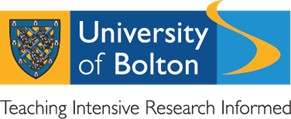 University
of Bolton
Teaching Intensive Research Informed